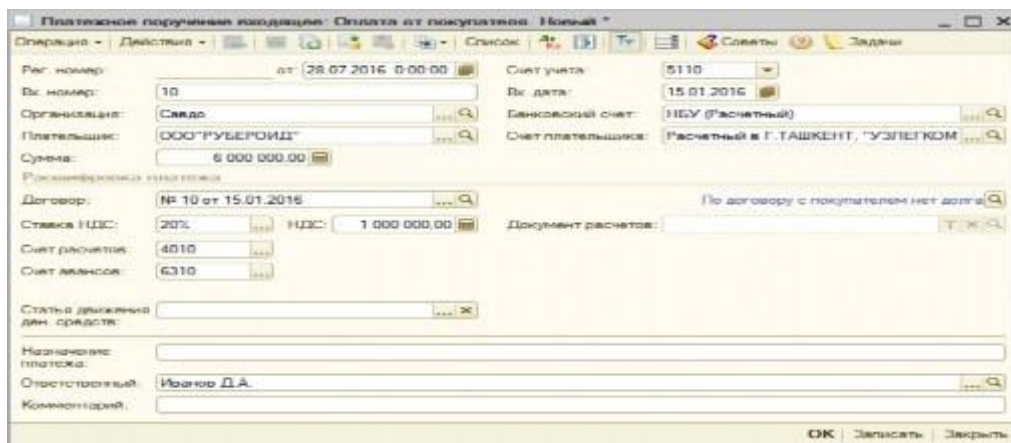 Платежное поручение входящее: Оплата от покупателя. Новый *
Операция Действия Список Советы Задачи
Рег. номер: от: 28.07.2016 0:00:00 Счет учета: 5110
Вх. номер: 10 Вх. дата: 15.01.2016
Организация: Савдо Банковский счет: НБУ (Расчетный)
Плательщик: ООО"РУБЕРОИД" Счет плательщика: Расчетный в Г.ТАШКЕНТ, "УЗЛЕГКОМ
Сумма: 6 000 000,00
Расшифровка платежа
Договор: № 10 от 15.01.2016 По договору с покупателем нет долга
Ставка НДС: 20% НДС: 1 000 000,00 Документ расчетов:
Счет расчетов: 4010
Счет авансов: 6310
Статья движения
ден. средств:
Назначение
платежа:
Ответственный: Иванов Д.А.
Комментарий:
OK Записать Закрыть